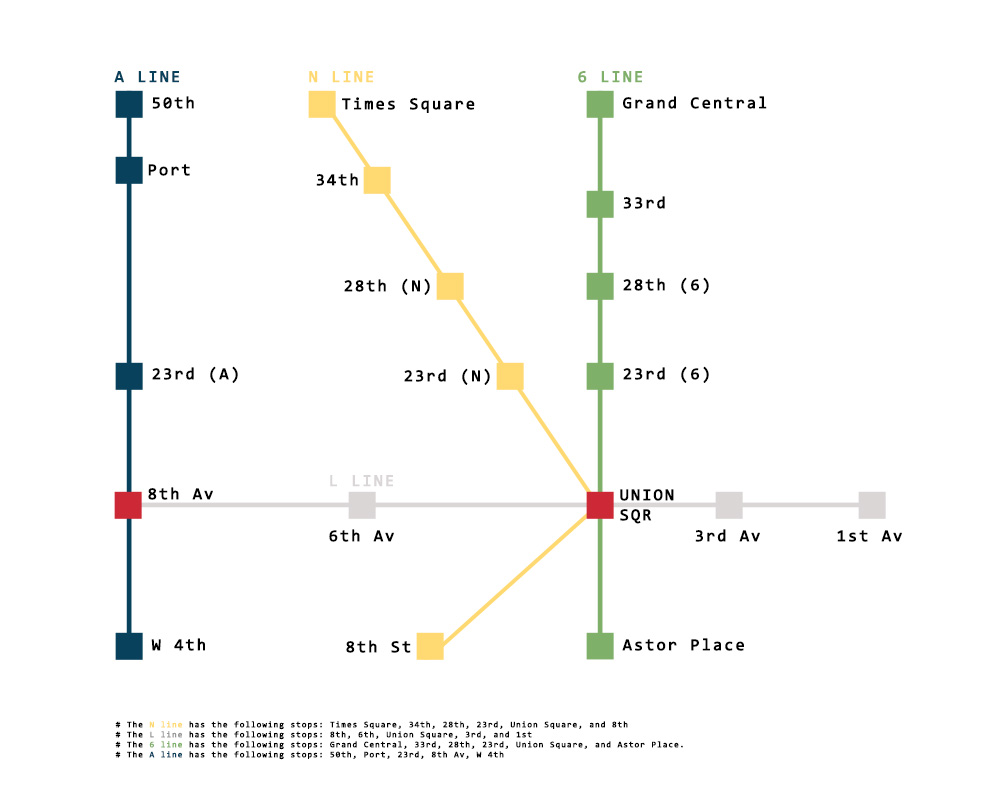 A LINE
N LINE
6 LINE
50th
Times Square
Grand Central
Port
34th
33rd
28th (N)
28th (6)
23rd (A)
23rd (N)
23rd (6)
L LINE
8th Av
UNION
SQR
6th Av
3rd Av
1st Av
W 4th
8th St
Astor Place
# The N line has the following stops: Times Square, 34th, 28th, 23rd, Union Square, and 8th
# The L line has the following stops: 8th, 6th, Union Square, 3rd, and 1st
# The 6 line has the following stops: Grand Central, 33rd, 28th, 23rd, Union Square, and Astor Place.
# The A line has the following stops: 50th, Port, 23rd, 8th Av, W 4th